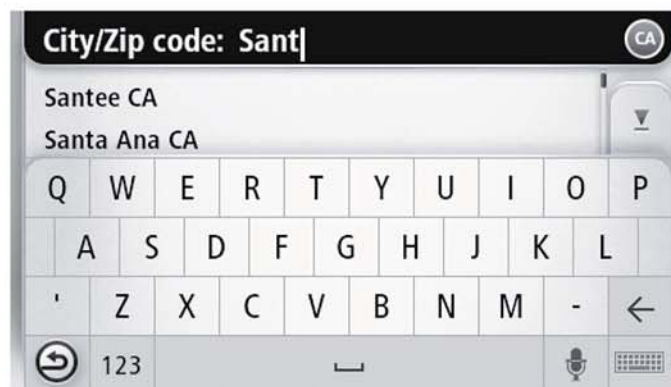 City/Zip code: Sant CA
Santee CA
Santa Ana CA
Q W E R T Y U I O P
A S D F G H J K L
' Z X C V B N M -
123